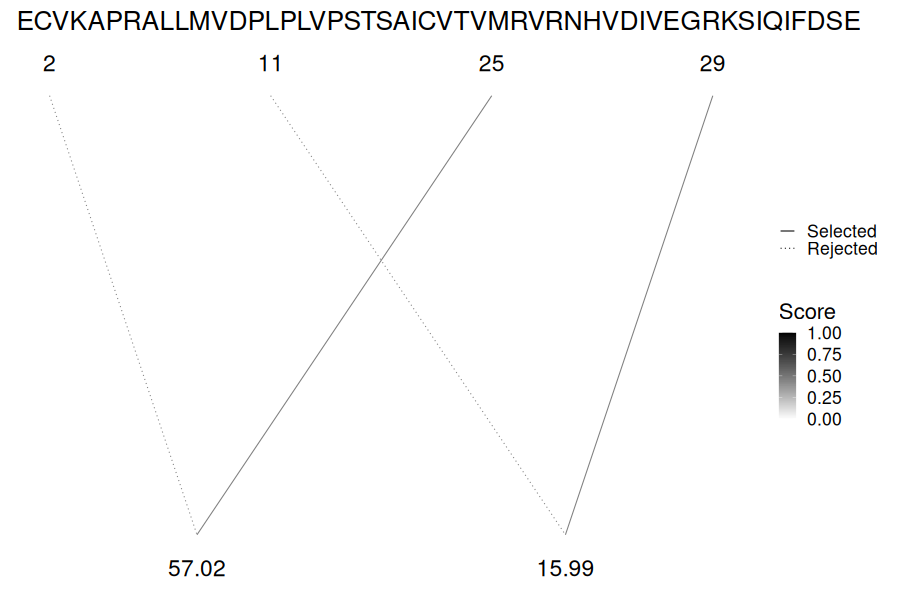 ECVKAPRALLMVDPLPLVPSTSAICVTVMRVRNHVDIVEGRKSIQIFDSE
2 11 25 29
Selected
Rejected
Score
1.00
0.75
0.50
0.25
0.00
57.02 15.99